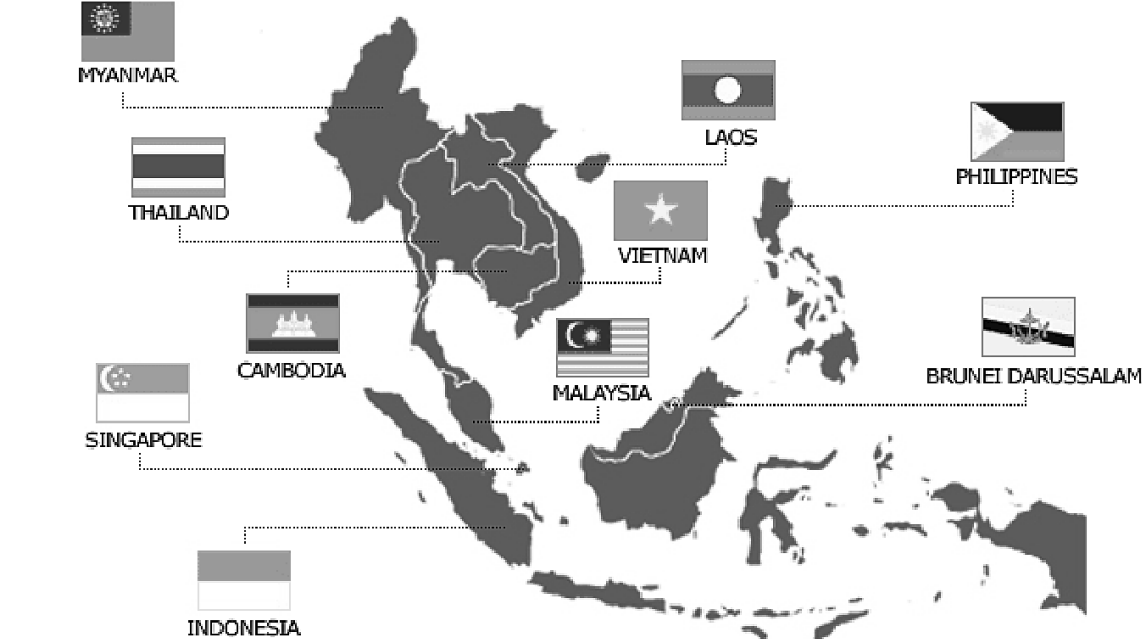 MYANMAR
LAOS
PHILIPPINES
THAILAND
VIETNAM
CAMBODIA
MALAYSIA
BRUNEI DARUSSALAM
SINGAPORE
INDONESIA